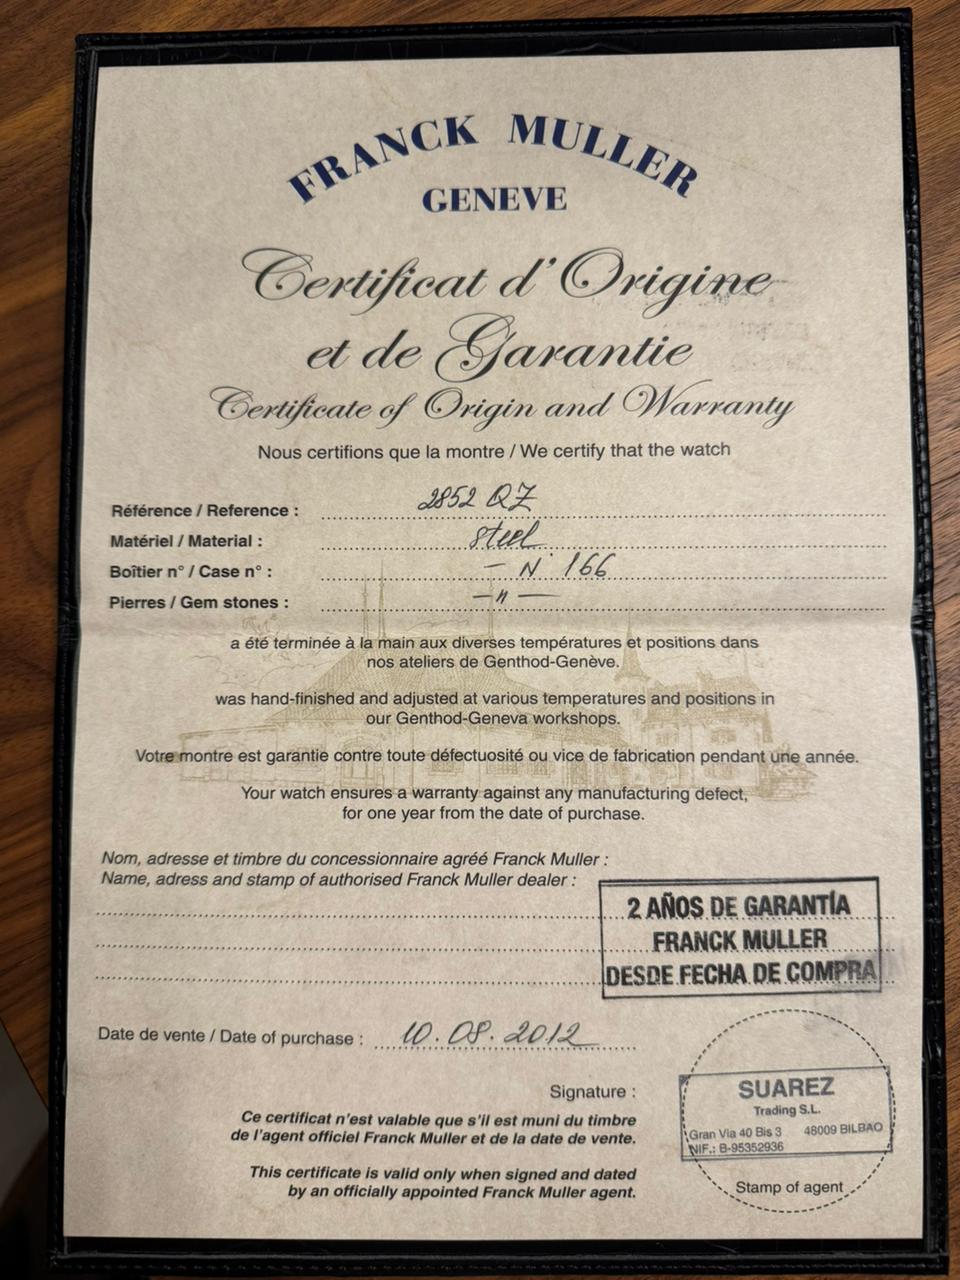 FRANCK MULLER
GENEVE
Certificat d'Origine
et de Garantie
Certificate of Origin and Warranty
Nous certifions que la montre / We certify that the watch
Référence / Reference : 2852 QZ
Matériel / Material : Steel
Boîtier n° / Case n° : – N° 166
Pierres / Gem stones : –"–
a été terminée à la main aux diverses températures et positions dans
nos ateliers de Genthod-Genève.
was hand-finished and adjusted at various temperatures and positions in
our Genthod-Geneva workshops.
Votre montre est garantie contre toute défectuosité ou vice de fabrication pendant une année.
Your watch ensures a warranty against any manufacturing defect,
for one year from the date of purchase.
Nom, adresse et timbre du concessionnaire agréé Franck Muller :
Name, adress and stamp of authorised Franck Muller dealer :
2 AÑOS DE GARANTÍA
FRANCK MULLER
DESDE FECHA DE COMPRA
Date de vente / Date of purchase : 10.08.2012
Signature :
Ce certificat n'est valable que s'il est muni du timbre
de l'agent officiel Franck Muller et de la date de vente.
This certificate is valid only when signed and dated
by an officially appointed Franck Muller agent.
SUAREZ
Trading S.L.
Gran Via 40 Bis 3 48009 BILBAO
NIF.: B-95352936
Stamp of agent